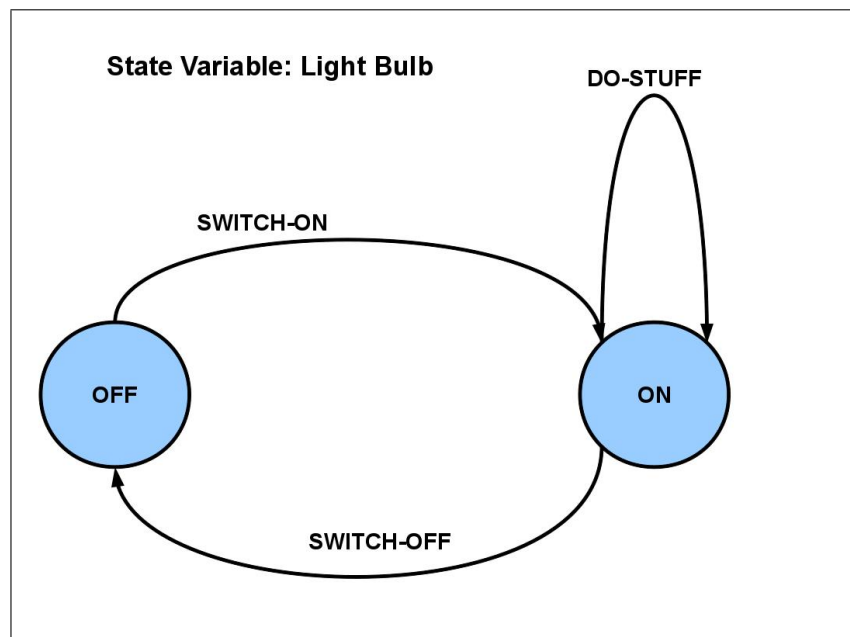 State Variable: Light Bulb
DO-STUFF
SWITCH-ON
OFF
ON
SWITCH-OFF